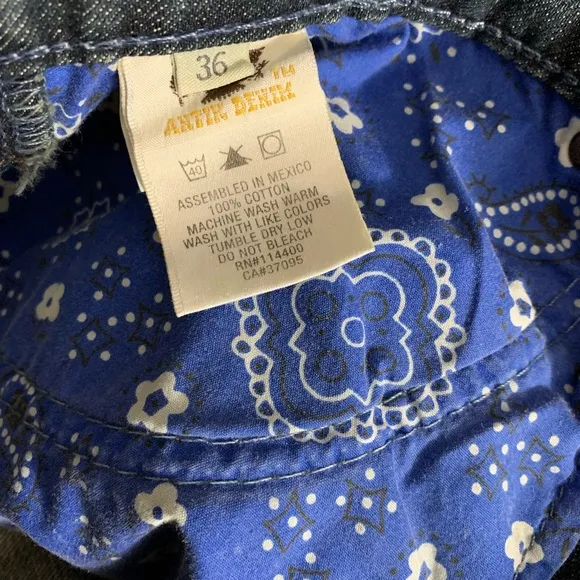 36
TM
ANTIK DENIM
40
ASSEMBLED IN MEXICO
100% COTTON
MACHINE WASH WARM
WASH WITH LIKE COLORS
TUMBLE DRY LOW
DO NOT BLEACH
RN#114400
CA#37095